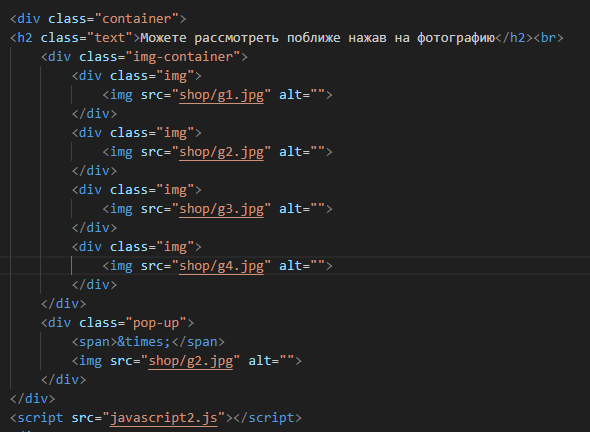 <div class="container">
<h2 class="text">Можете рассмотреть поближе нажав на фотографию</h2><br>
<div class="img-container">
<div class="img">
<img src="shop/g1.jpg" alt="">
</div>
<div class="img">
<img src="shop/g2.jpg" alt="">
</div>
<div class="img">
<img src="shop/g3.jpg" alt="">
</div>
<div class="img">
<img src="shop/g4.jpg" alt="">
</div>
</div>
<div class="pop-up">
<span>&times;</span>
<img src="shop/g2.jpg" alt="">
</div>
</div>
<script src="javascript2.js"></script>